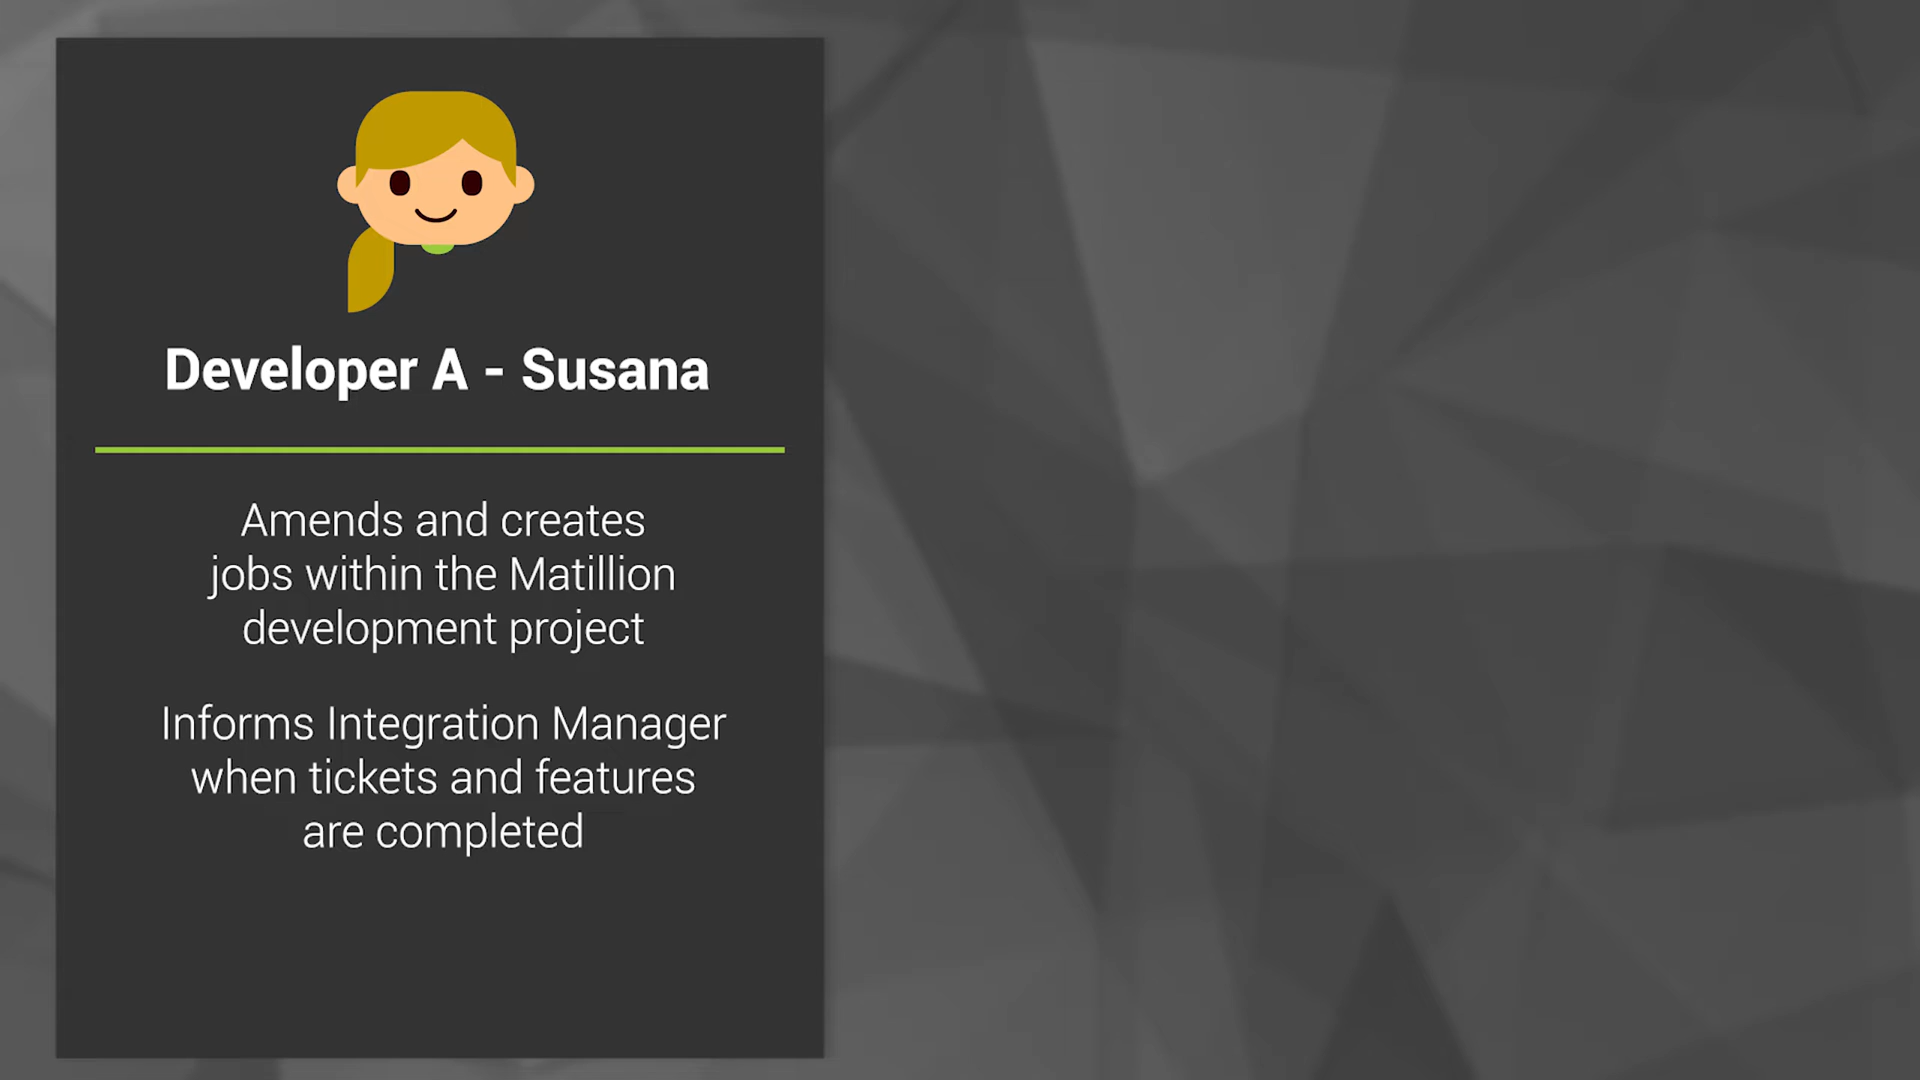 Developer A - Susana
Amends and creates
jobs within the Matillion
development project
Informs Integration Manager
when tickets and features
are completed